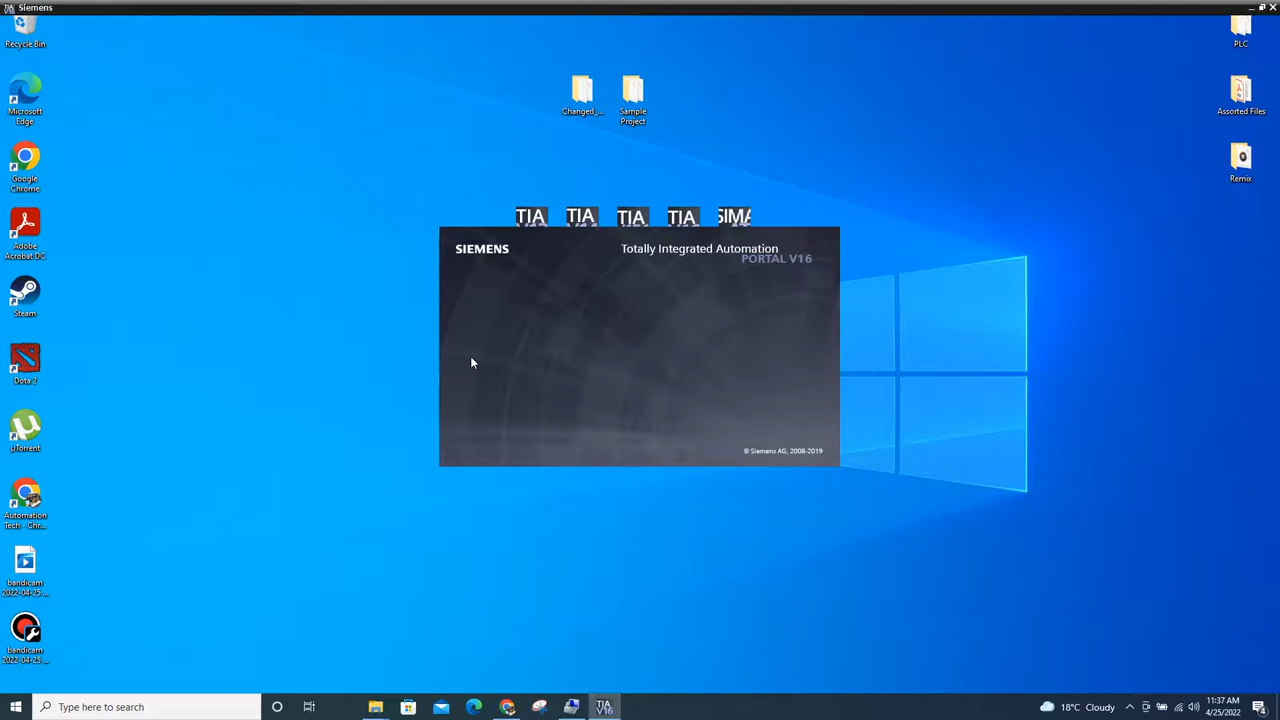 Siemens
Recycle Bin
Microsoft
Edge
Google
Chrome
Adobe
Acrobat DC
Steam
Dota 2
µTorrent
Automation
Tech - Chr...
bandicam
2022-04-25 ...
bandicam
2022-04-25 ...
Changed_...
Sample
Project
PLC
Assorted Files
Remix
TIA
TIA
TIA
TIA
SIMA
SIEMENS
Totally Integrated Automation
PORTAL V16
© Siemens AG, 2008-2019
Type here to search
TIA
V16
18°C Cloudy
11:37 AM
4/25/2022